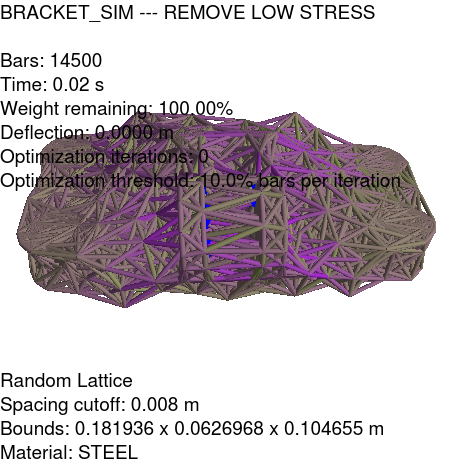 BRACKET_SIM --- REMOVE LOW STRESS
Bars: 14500
Time: 0.02 s
Weight remaining: 100.00%
Deflection: 0.0000 m
Optimization iterations: 0
Optimization threshold: 10.0% bars per iteration
Random Lattice
Spacing cutoff: 0.008 m
Bounds: 0.181936 x 0.0626968 x 0.104655 m
Material: STEEL